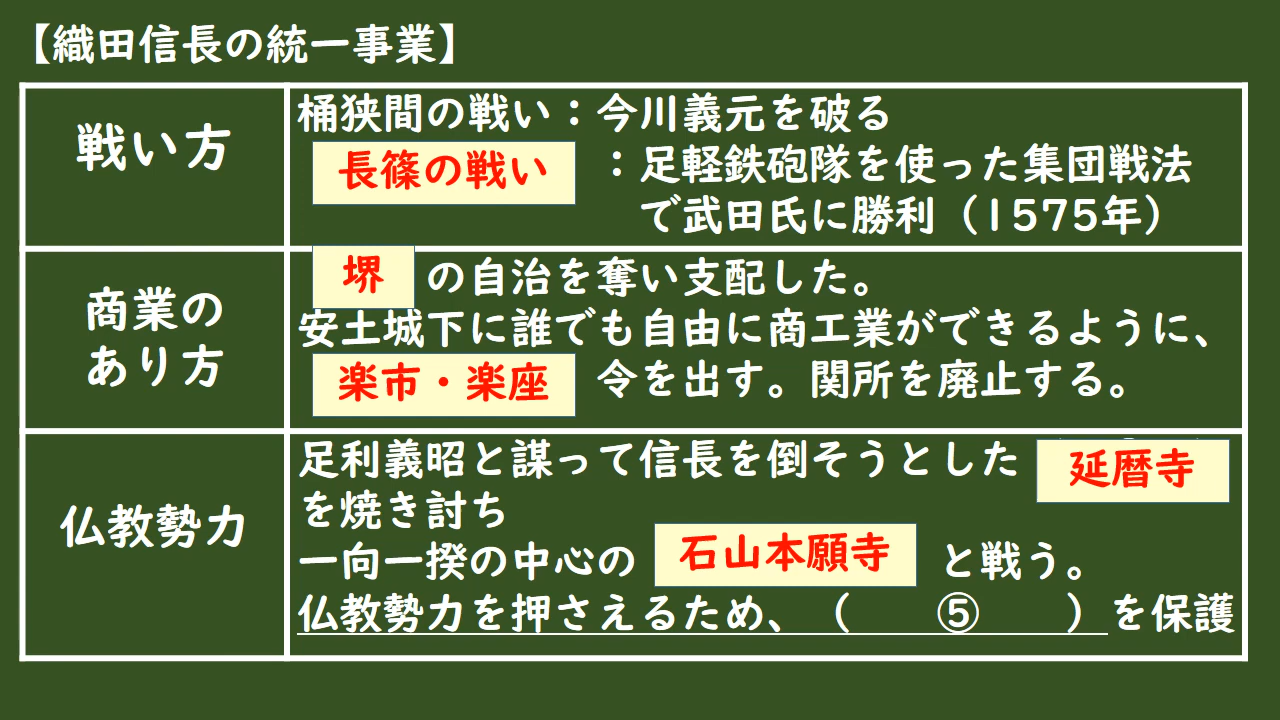 【織田信長の統一事業】
戦い方
桶狭間の戦い：今川義元を破る
長篠の戦い：足軽鉄砲隊を使った集団戦法
で武田氏に勝利（1575年）
商業の
あり方
堺の自治を奪い支配した。
安土城下に誰でも自由に商工業ができるように、
楽市・楽座令を出す。関所を廃止する。
仏教勢力
足利義昭と謀って信長を倒そうとした延暦寺
を焼き討ち
一向一揆の中心の石山本願寺と戦う。
仏教勢力を押さえるため、（　⑤　）を保護